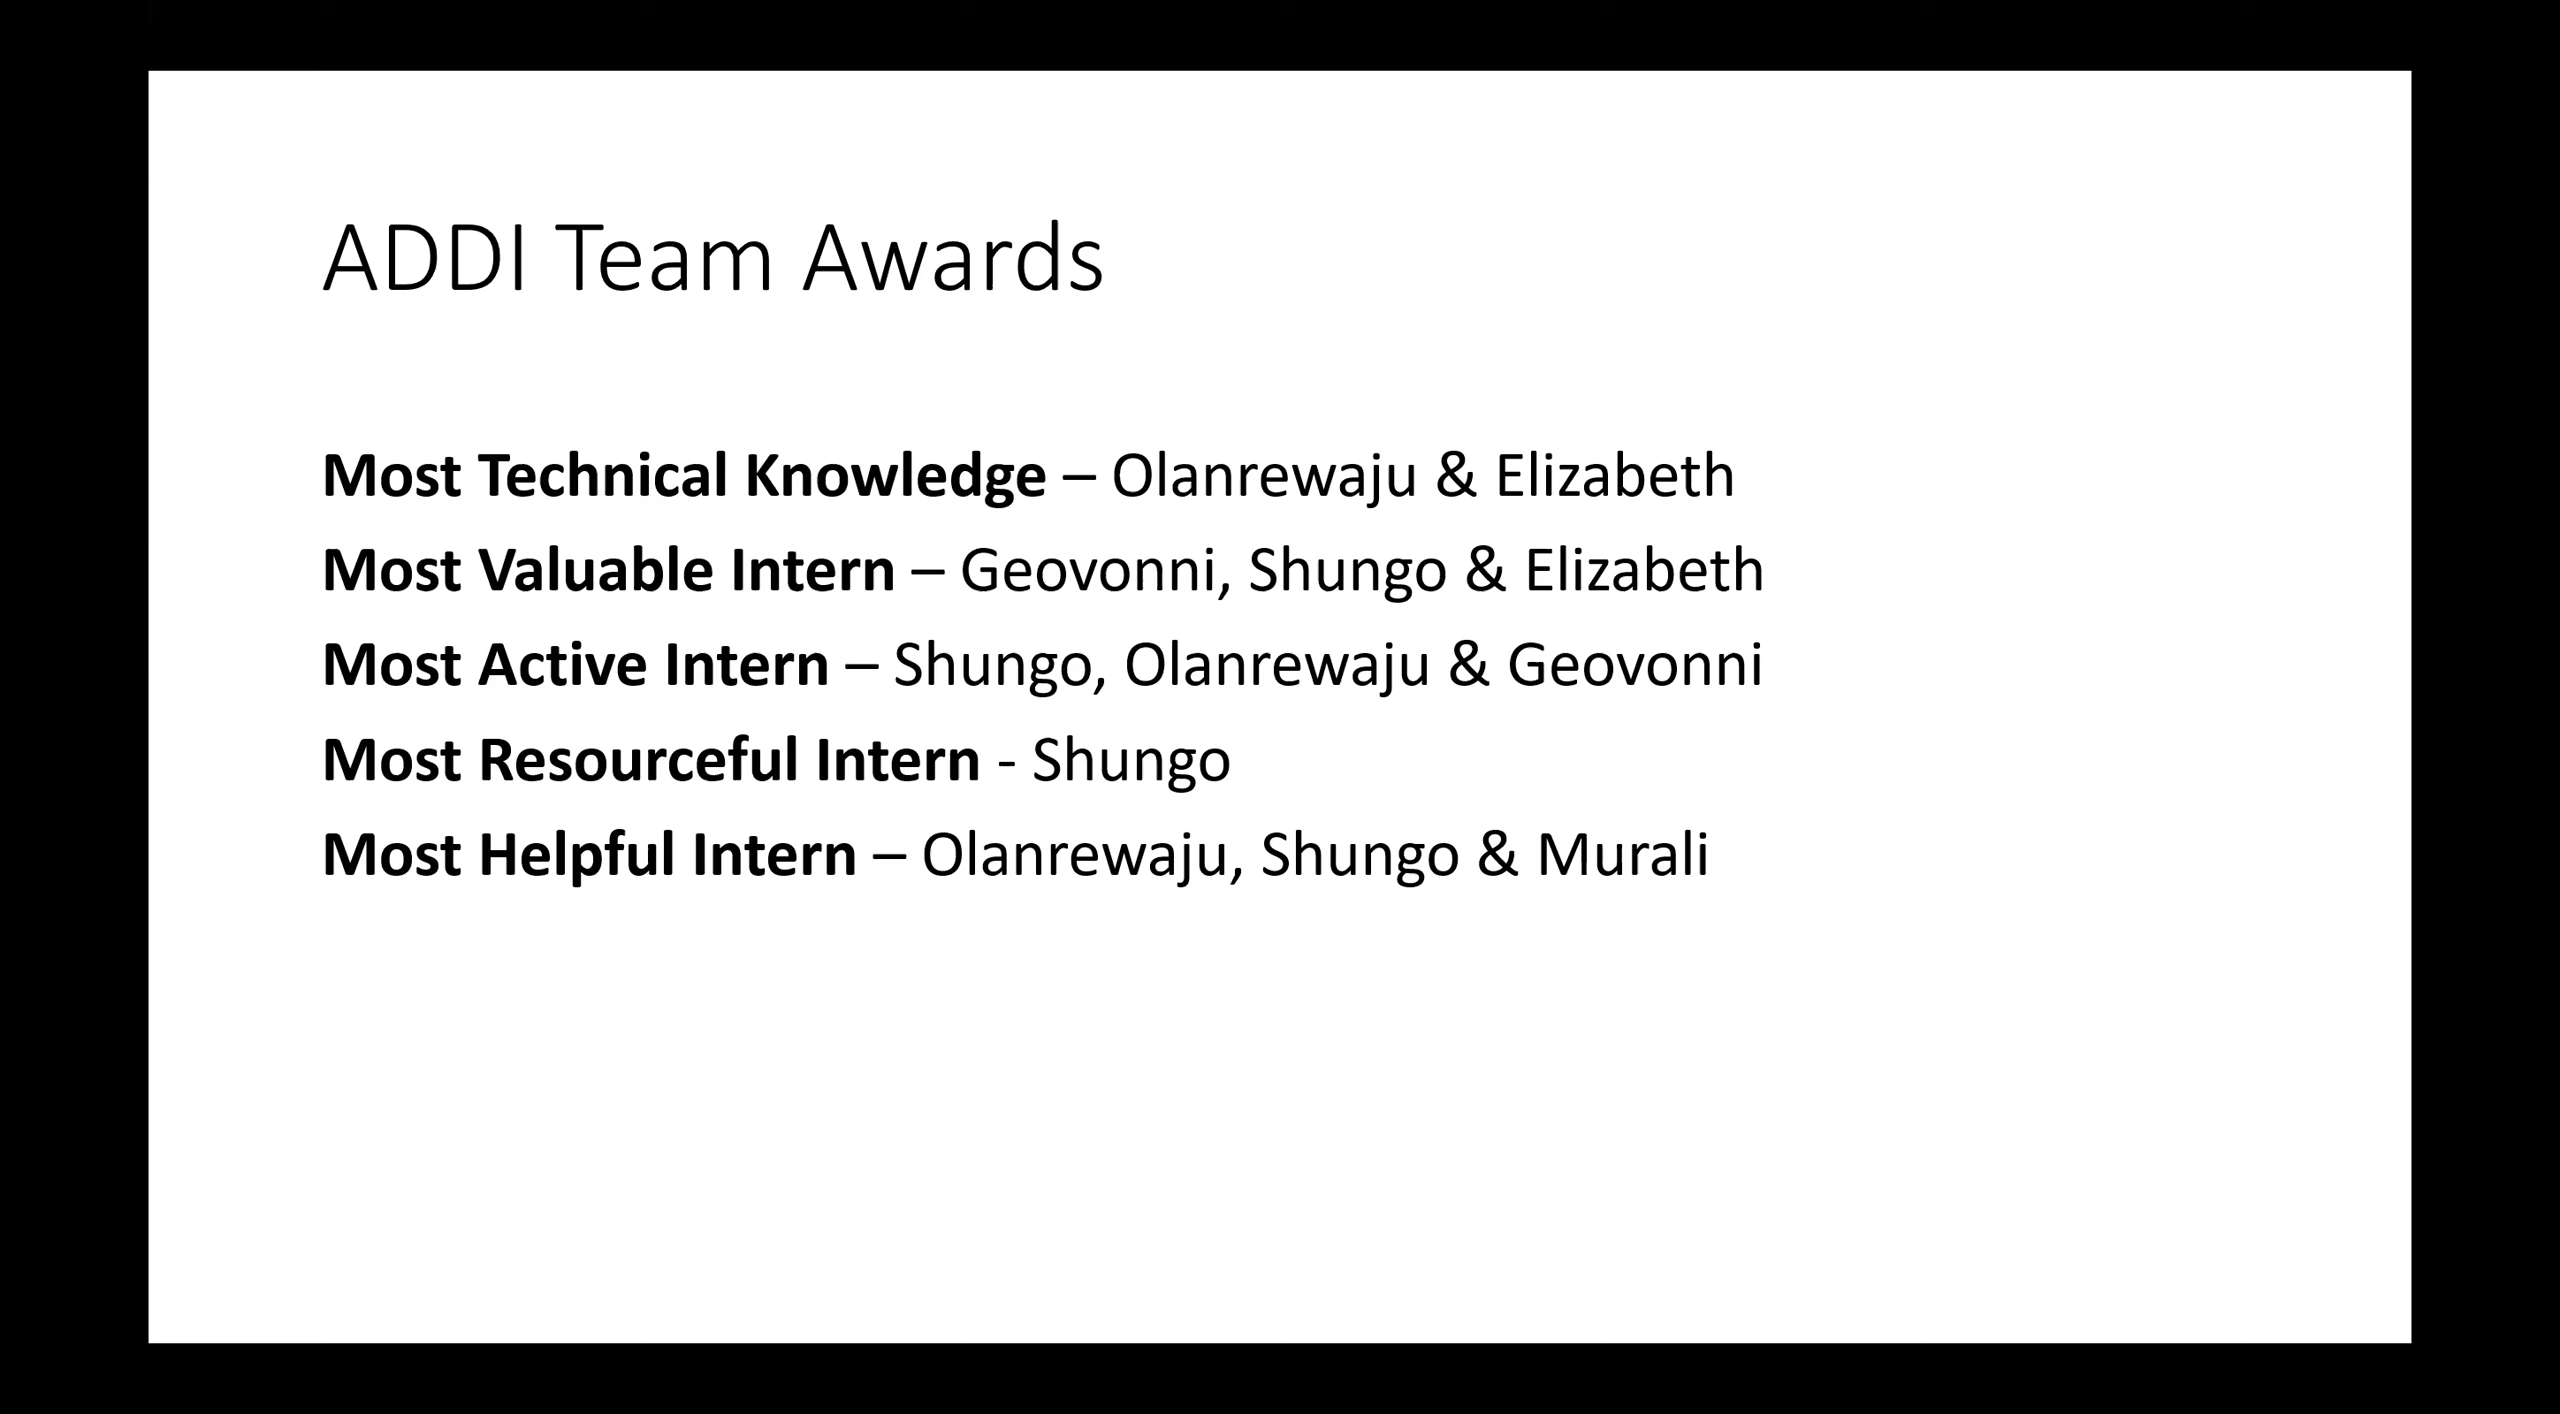 ADDI Team Awards
Most Technical Knowledge – Olanrewaju & Elizabeth
Most Valuable Intern – Geovonni, Shungo & Elizabeth
Most Active Intern – Shungo, Olanrewaju & Geovonni
Most Resourceful Intern - Shungo
Most Helpful Intern – Olanrewaju, Shungo & Murali